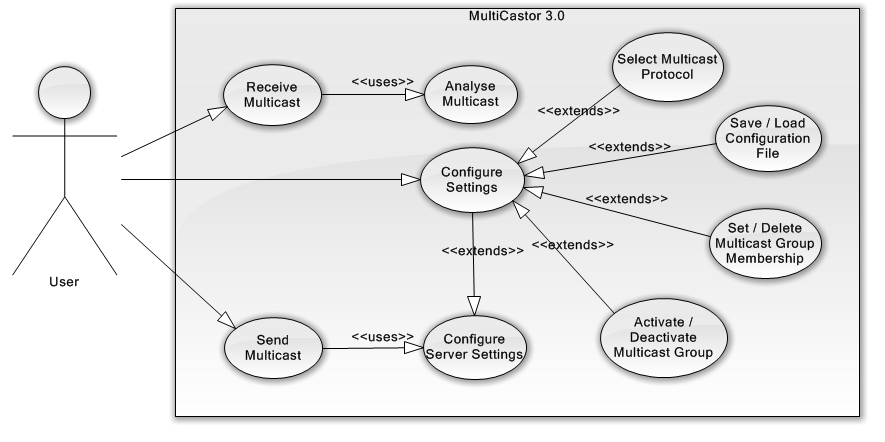 MultiCastor 3.0
Select Multicast
Protocol
<<uses>>
Receive
Multicast
Analyse
Multicast
<<extends>>
Save / Load
Configuration
File
<<extends>>
Configure
Settings
<<extends>>
Set / Delete
Multicast Group
Membership
<<extends>>
<<extends>>
User
Activate /
Deactivate
Multicast Group
Send
Multicast
<<uses>>
Configure
Server Settings